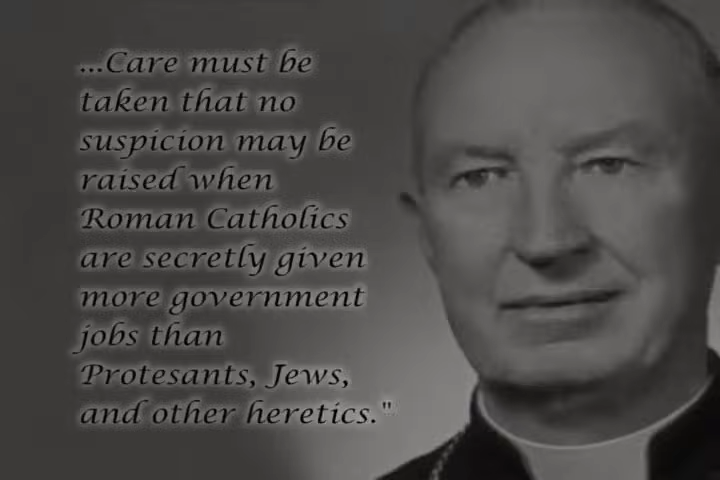 ...Care must be
taken that no
suspicion may be
raised when
Roman Catholics
are secretly given
more government
jobs than
Protesants, Jews,
and other heretics."